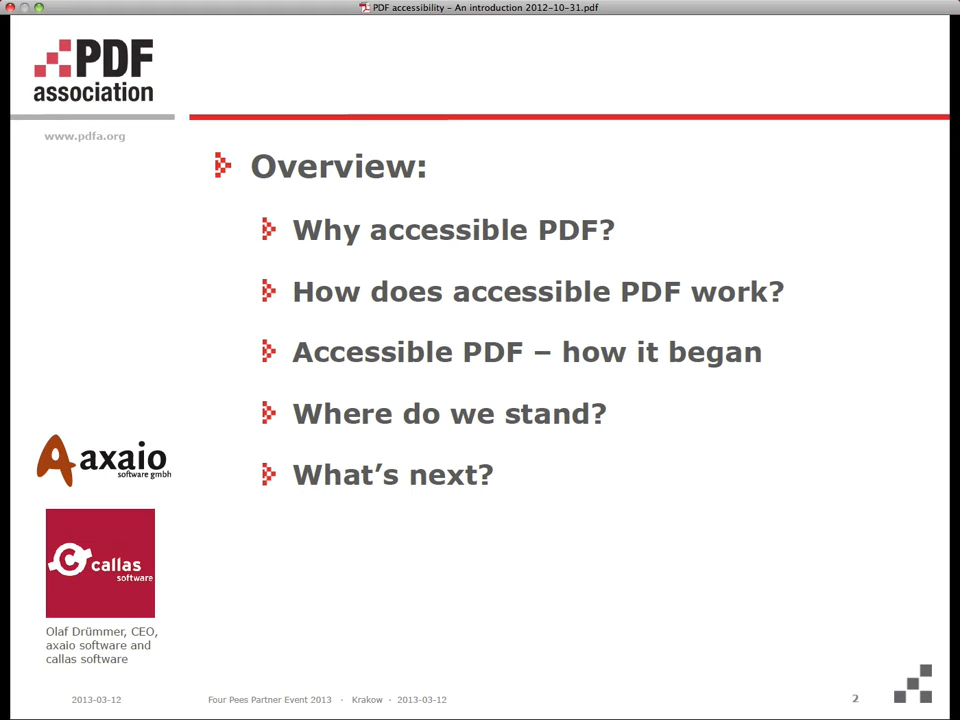 PDF accessibility – An introduction 2012-10-31.pdf
PDF
association
www.pdfa.org
Overview:
Why accessible PDF?
How does accessible PDF work?
Accessible PDF – how it began
Where do we stand?
What’s next?
axaio
software gmbh
callas
software
Olaf Drümmer, CEO,
axaio software and
callas software
2013-03-12
Four Pees Partner Event 2013 · Krakow · 2013-03-12
2